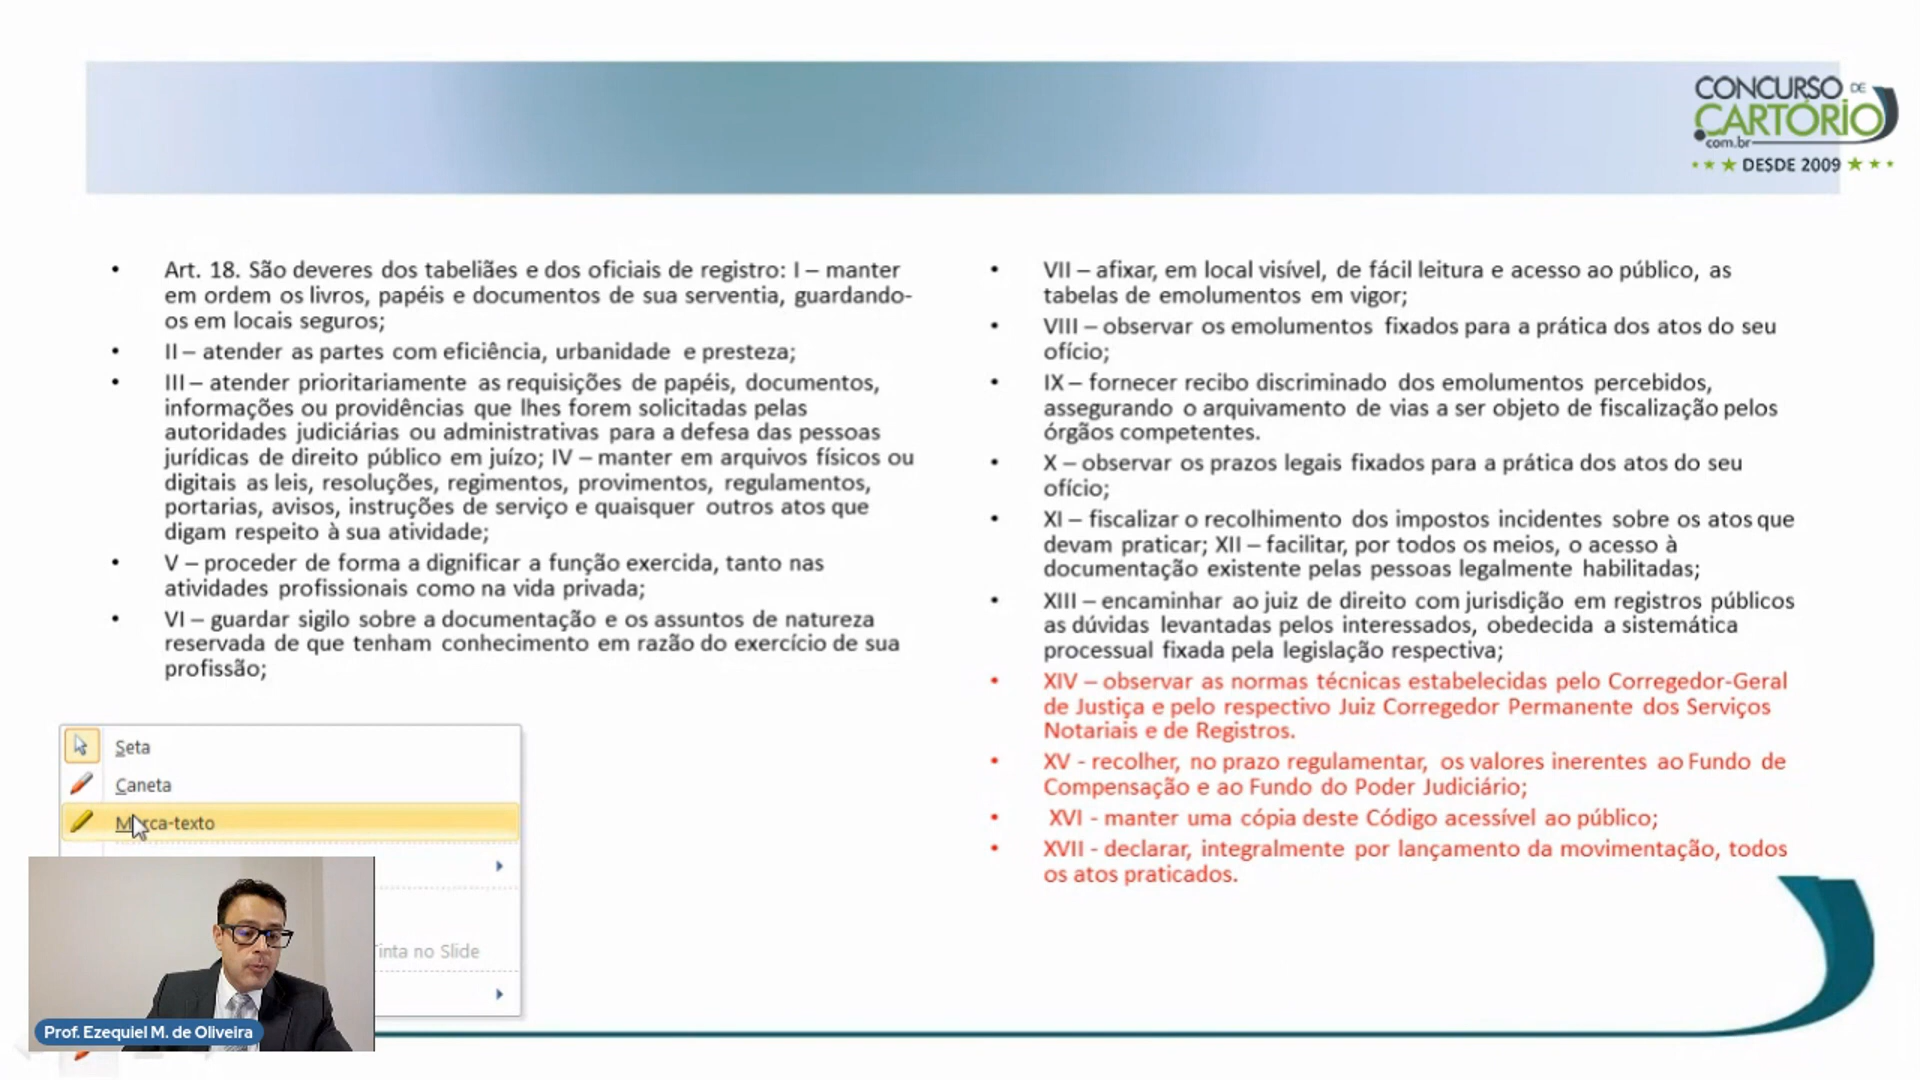 CONCURSO DE
CARTÓRIO
.com.br
DESDE 2009
Art. 18. São deveres dos tabeliães e dos oficiais de registro: I – manter
em ordem os livros, papéis e documentos de sua serventia, guardando-
os em locais seguros;
II – atender as partes com eficiência, urbanidade e presteza;
III – atender prioritariamente as requisições de papéis, documentos,
informações ou providências que lhes forem solicitadas pelas
autoridades judiciárias ou administrativas para a defesa das pessoas
jurídicas de direito público em juízo; IV – manter em arquivos físicos ou
digitais as leis, resoluções, regimentos, provimentos, regulamentos,
portarias, avisos, instruções de serviço e quaisquer outros atos que
digam respeito à sua atividade;
V – proceder de forma a dignificar a função exercida, tanto nas
atividades profissionais como na vida privada;
VI – guardar sigilo sobre a documentação e os assuntos de natureza
reservada de que tenham conhecimento em razão do exercício de sua
profissão;
VII – afixar, em local visível, de fácil leitura e acesso ao público, as
tabelas de emolumentos em vigor;
VIII – observar os emolumentos fixados para a prática dos atos do seu
ofício;
IX – fornecer recibo discriminado dos emolumentos percebidos,
assegurando o arquivamento de vias a ser objeto de fiscalização pelos
órgãos competentes.
X – observar os prazos legais fixados para a prática dos atos do seu
ofício;
XI – fiscalizar o recolhimento dos impostos incidentes sobre os atos que
devam praticar; XII – facilitar, por todos os meios, o acesso à
documentação existente pelas pessoas legalmente habilitadas;
XIII – encaminhar ao juiz de direito com jurisdição em registros públicos
as dúvidas levantadas pelos interessados, obedecida a sistemática
processual fixada pela legislação respectiva;
XIV – observar as normas técnicas estabelecidas pelo Corregedor-Geral
de Justiça e pelo respectivo Juiz Corregedor Permanente dos Serviços
Notariais e de Registros.
XV - recolher, no prazo regulamentar, os valores inerentes ao Fundo de
Compensação e ao Fundo do Poder Judiciário;
XVI - manter uma cópia deste Código acessível ao público;
XVII - declarar, integralmente por lançamento da movimentação, todos
os atos praticados.
Seta
Caneta
Marca-texto
Tinta no Slide
Prof. Ezequiel M. de Oliveira